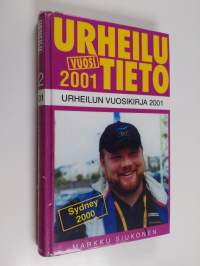 URHEILU
VUOSI
2001 TIETO
URHEILUN VUOSIKIRJA 2001
Sydney
2000
MARKKU SIUKONEN